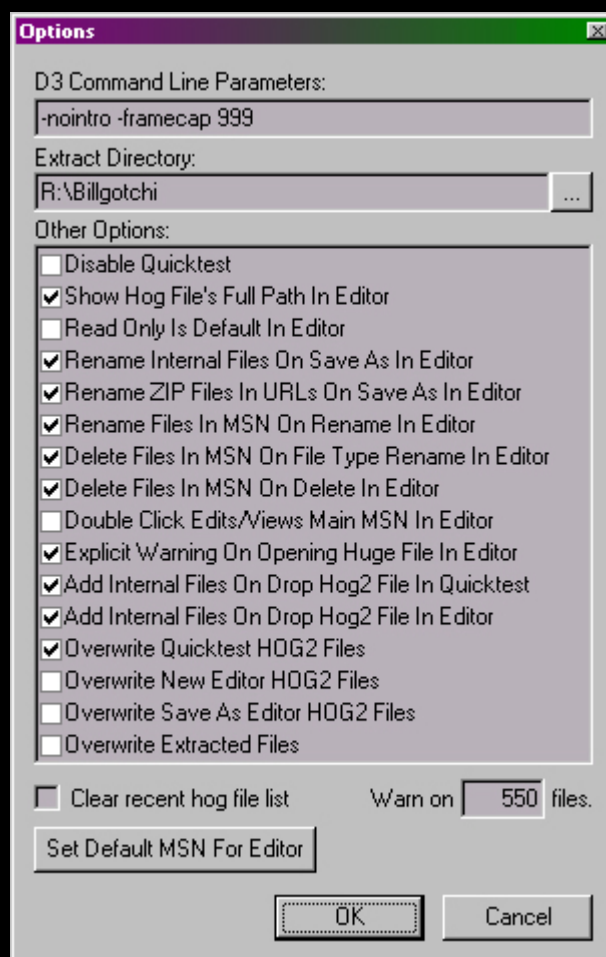 Options
D3 Command Line Parameters:
-nointro -framecap 999
Extract Directory:
R:\Billgotchi
...
Other Options:
Disable Quicktest
Show Hog File's Full Path In Editor
Read Only Is Default In Editor
Rename Internal Files On Save As In Editor
Rename ZIP Files In URLs On Save As In Editor
Rename Files In MSN On Rename In Editor
Delete Files In MSN On File Type Rename In Editor
Delete Files In MSN On Delete In Editor
Double Click Edits/Views Main MSN In Editor
Explicit Warning On Opening Huge File In Editor
Add Internal Files On Drop Hog2 File In Quicktest
Add Internal Files On Drop Hog2 File In Editor
Overwrite Quicktest HOG2 Files
Overwrite New Editor HOG2 Files
Overwrite Save As Editor HOG2 Files
Overwrite Extracted Files
Clear recent hog file list Warn on 550 files.
Set Default MSN For Editor
OK Cancel